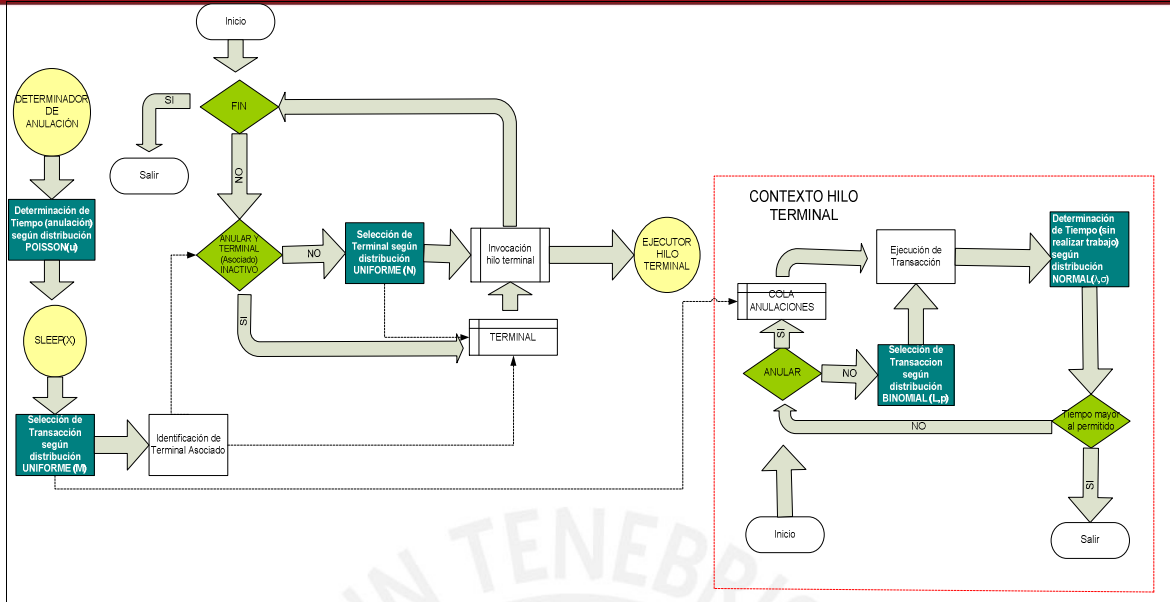 Inicio
FIN
SI
Salir
NO
DETERMINADOR
DE
ANULACIÓN
Determinación de
Tiempo (anulación)
según distribución
POISSON(u)
SLEEP(X)
Selección de
Transacción
según
distribución
UNIFORME (M)
Identificación de
Terminal Asociado
ANULAR Y
TERMINAL
(Asociado)
INACTIVO
NO
SI
Selección de
Terminal según
distribución
UNIFORME (N)
Invocación
hilo terminal
TERMINAL
EJECUTOR
HILO
TERMINAL
CONTEXTO HILO
TERMINAL
COLA
ANULACIONES
SI
ANULAR
NO
Ejecución de
Transacción
Selección de
Transaccion
según
distribución
BINOMIAL (L,p)
Determinación
de Tiempo (sin
realizar trabajo)
según
distribución
NORMAL(λ,σ)
Tiempo mayor
al permitido
NO
SI
Inicio
Salir
IN TENEBRIS